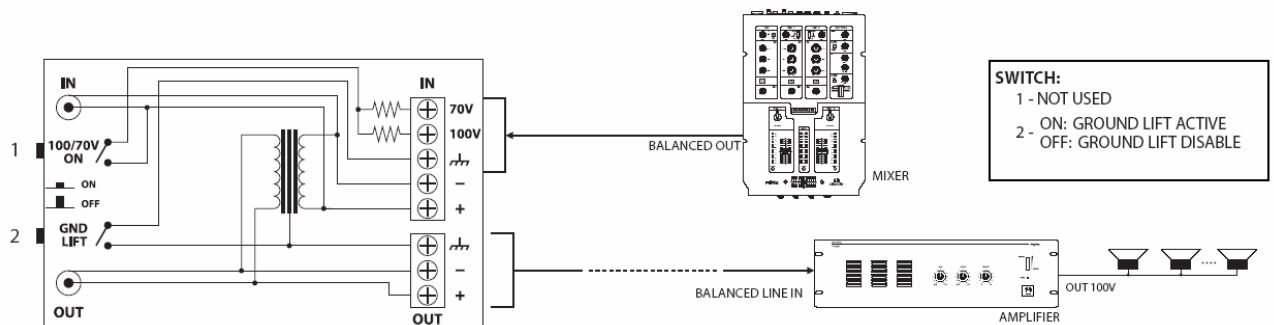 IN
IN
70V
100V
1
100/70V
ON
ON
OFF
−
+
2
GND
LIFT
−
+
OUT
OUT
BALANCED OUT
MIXER
BALANCED LINE IN
AMPLIFIER
OUT 100V
SWITCH:
1 - NOT USED
2 - ON: GROUND LIFT ACTIVE
OFF: GROUND LIFT DISABLE